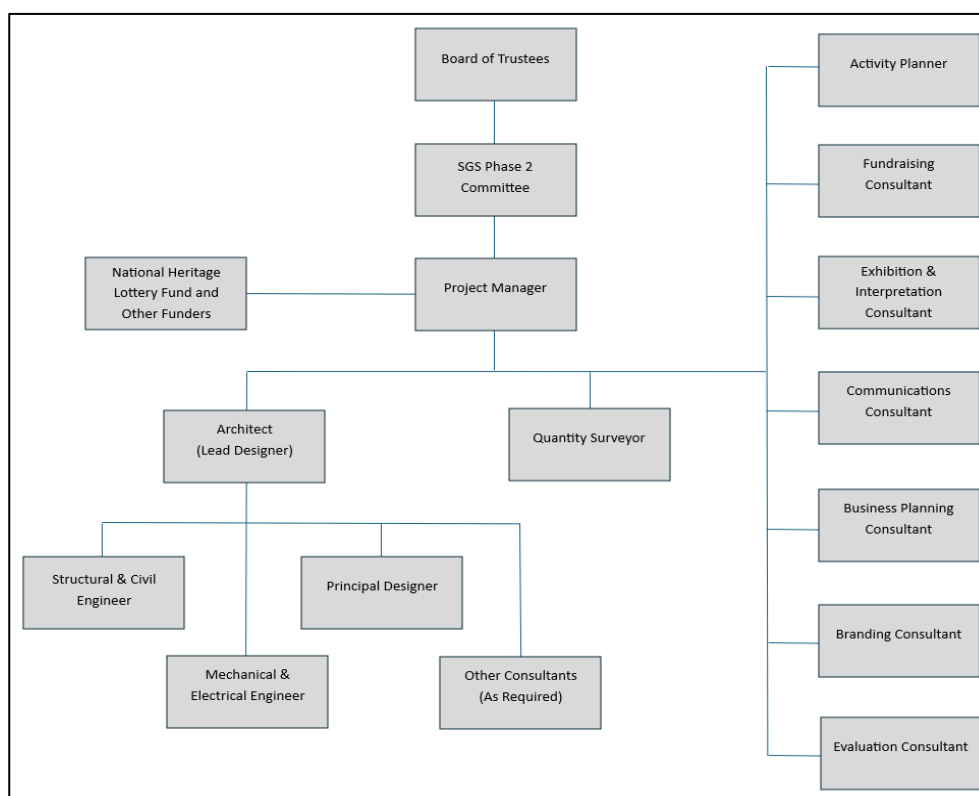 Board of Trustees
Activity Planner
SGS Phase 2
Committee
Fundraising
Consultant
National Heritage
Lottery Fund and
Other Funders
Project Manager
Exhibition &
Interpretation
Consultant
Architect
(Lead Designer)
Quantity Surveyor
Communications
Consultant
Structural & Civil
Engineer
Principal Designer
Business Planning
Consultant
Mechanical &
Electrical Engineer
Other Consultants
(As Required)
Branding Consultant
Evaluation Consultant